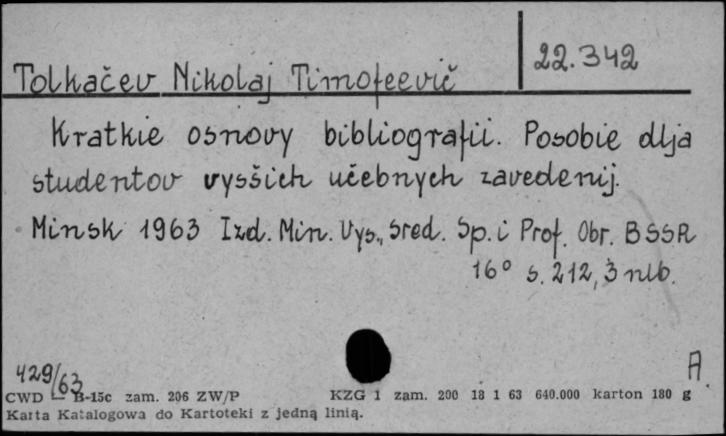 22.342
Tolkačev Nikolaj Timofeevič
Kratkie osnovy bibliografii. Posobie dlja
studentov vysšich učebnych zavedenij.
Minsk 1963 Izd. Min. Vys., sred. Sp. i Prof. Obr. BSSR
16° s. 212, 3 nlb.
429/63
A
CWD — B-15c zam. 206 ZW/P KZG 1 zam. 200 18 1 63 640.000 karton 180 g
Karta Katalogowa do Kartoteki z jedną linią.